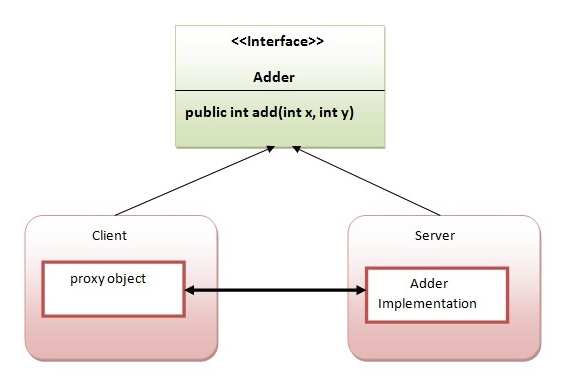 <<Interface>>
Adder
public int add(int x, int y)
Client
proxy object
Server
Adder
Implementation